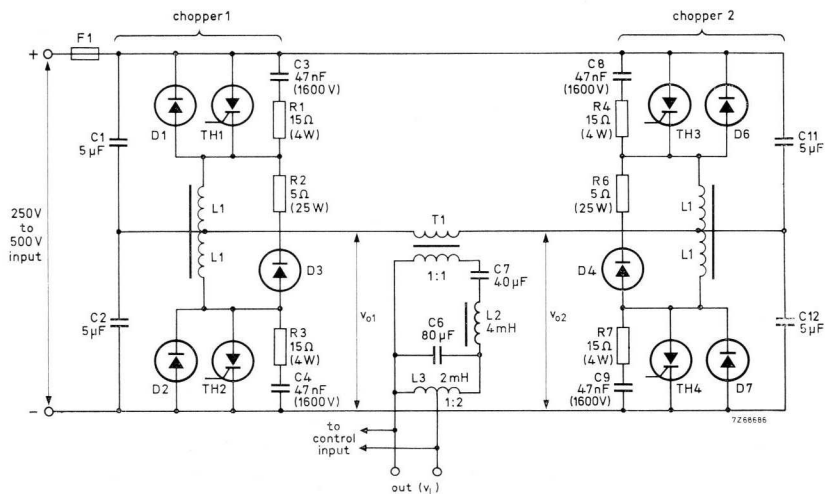 chopper 1
chopper 2
+
F1
C3
47nF
(1600V)
R1
15Ω
(4W)
D1
TH1
C1
5µF
R2
5Ω
(25W)
L1
L1
250V
to
500V
input
D3
C2
5µF
R3
15Ω
(4W)
C4
47nF
(1600V)
D2
TH2
−
T1
1:1
C7
40µF
L2
4mH
C6
80µF
L3
2mH
1:2
Vo1
Vo2
to
control
input
out (vL)
C8
47nF
(1600V)
R4
15Ω
(4W)
TH3
D6
C11
5µF
R6
5Ω
(25W)
L1
L1
D4
C12
5µF
R7
15Ω
(4W)
C9
47nF
(1600V)
TH4
D7
7Z68686